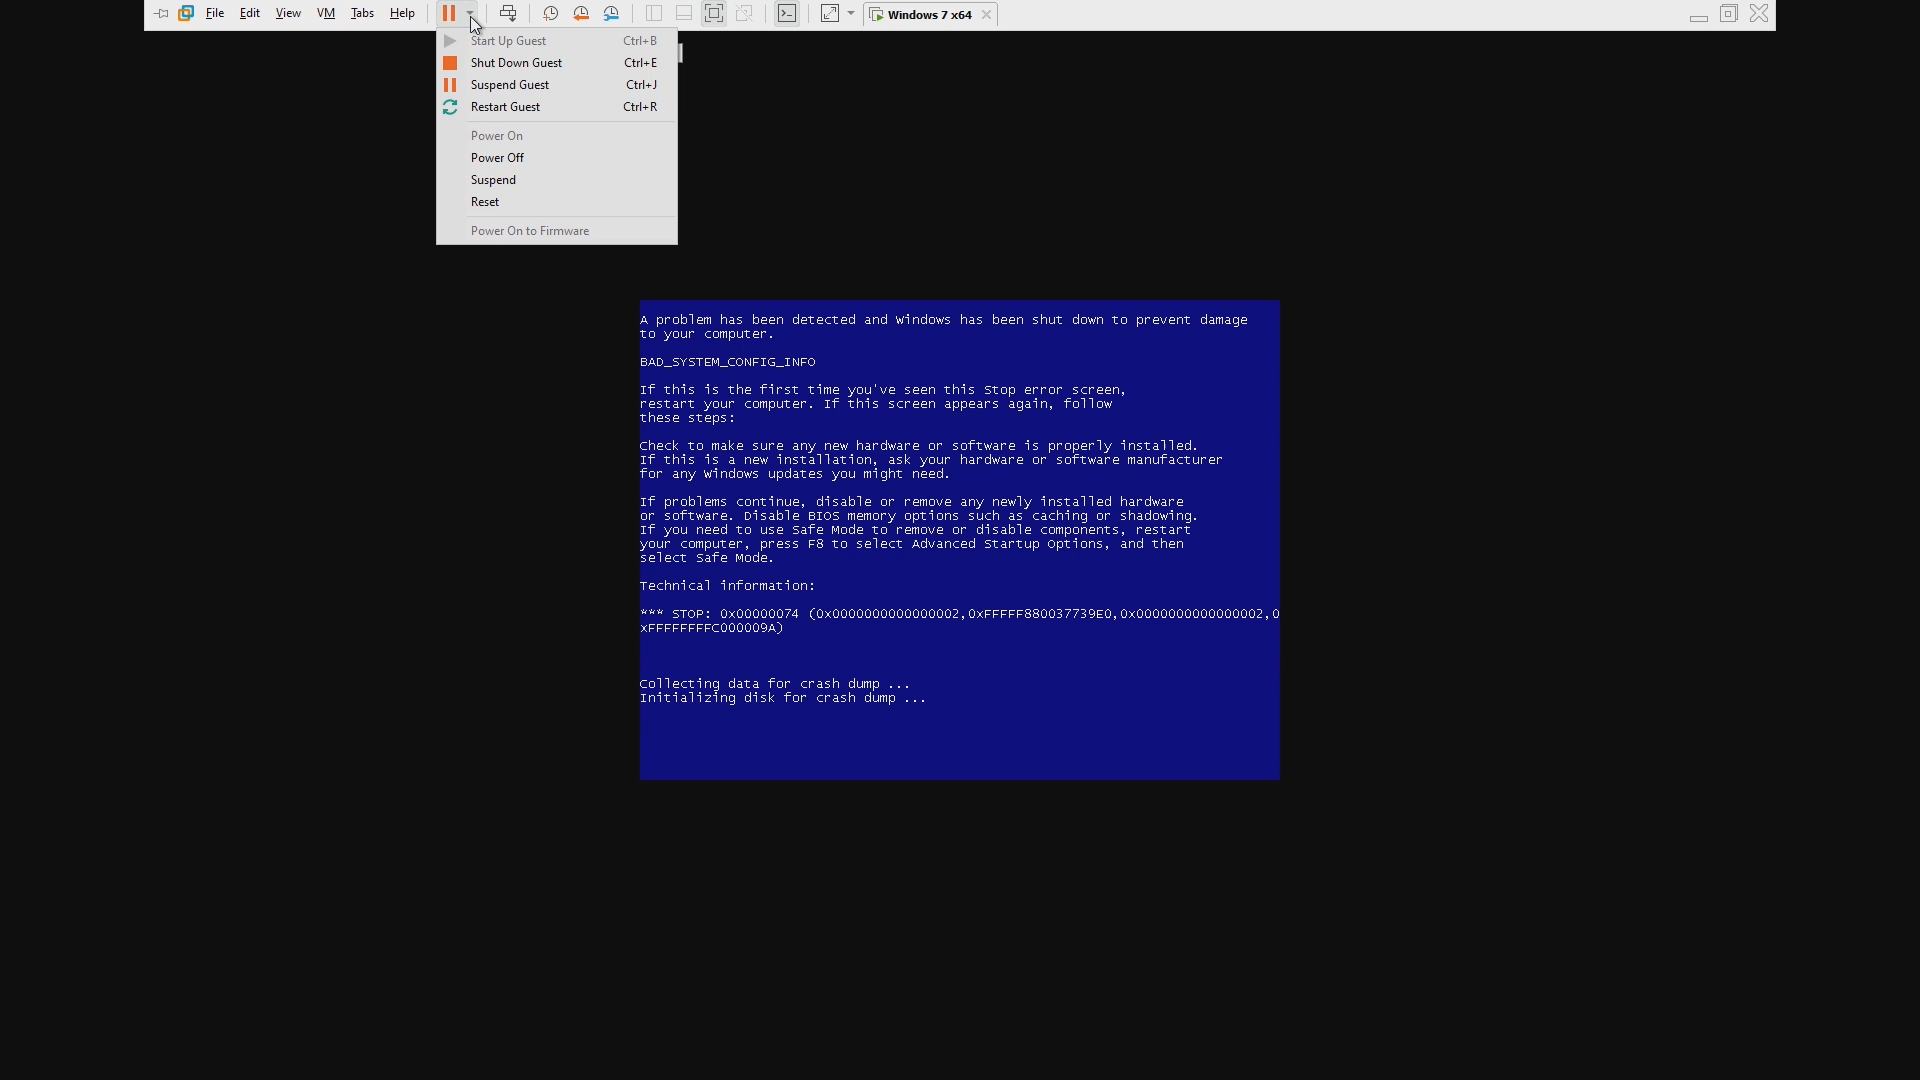 File Edit View VM Tabs Help Windows 7 x64
Start Up Guest Ctrl+B
Shut Down Guest Ctrl+E
Suspend Guest Ctrl+J
Restart Guest Ctrl+R
Power On
Power Off
Suspend
Reset
Power On to Firmware
A problem has been detected and Windows has been shut down to prevent damage
to your computer.
BAD_SYSTEM_CONFIG_INFO
If this is the first time you've seen this Stop error screen,
restart your computer. If this screen appears again, follow
these steps:
Check to make sure any new hardware or software is properly installed.
If this is a new installation, ask your hardware or software manufacturer
for any Windows updates you might need.
If problems continue, disable or remove any newly installed hardware
or software. Disable BIOS memory options such as caching or shadowing.
If you need to use Safe Mode to remove or disable components, restart
your computer, press F8 to select Advanced Startup Options, and then
select Safe Mode.
Technical information:
*** STOP: 0x00000074 (0x0000000000000002,0xFFFFF880037739E0,0x0000000000000002,0
xFFFFFFFFC000009A)
Collecting data for crash dump ...
Initializing disk for crash dump ...